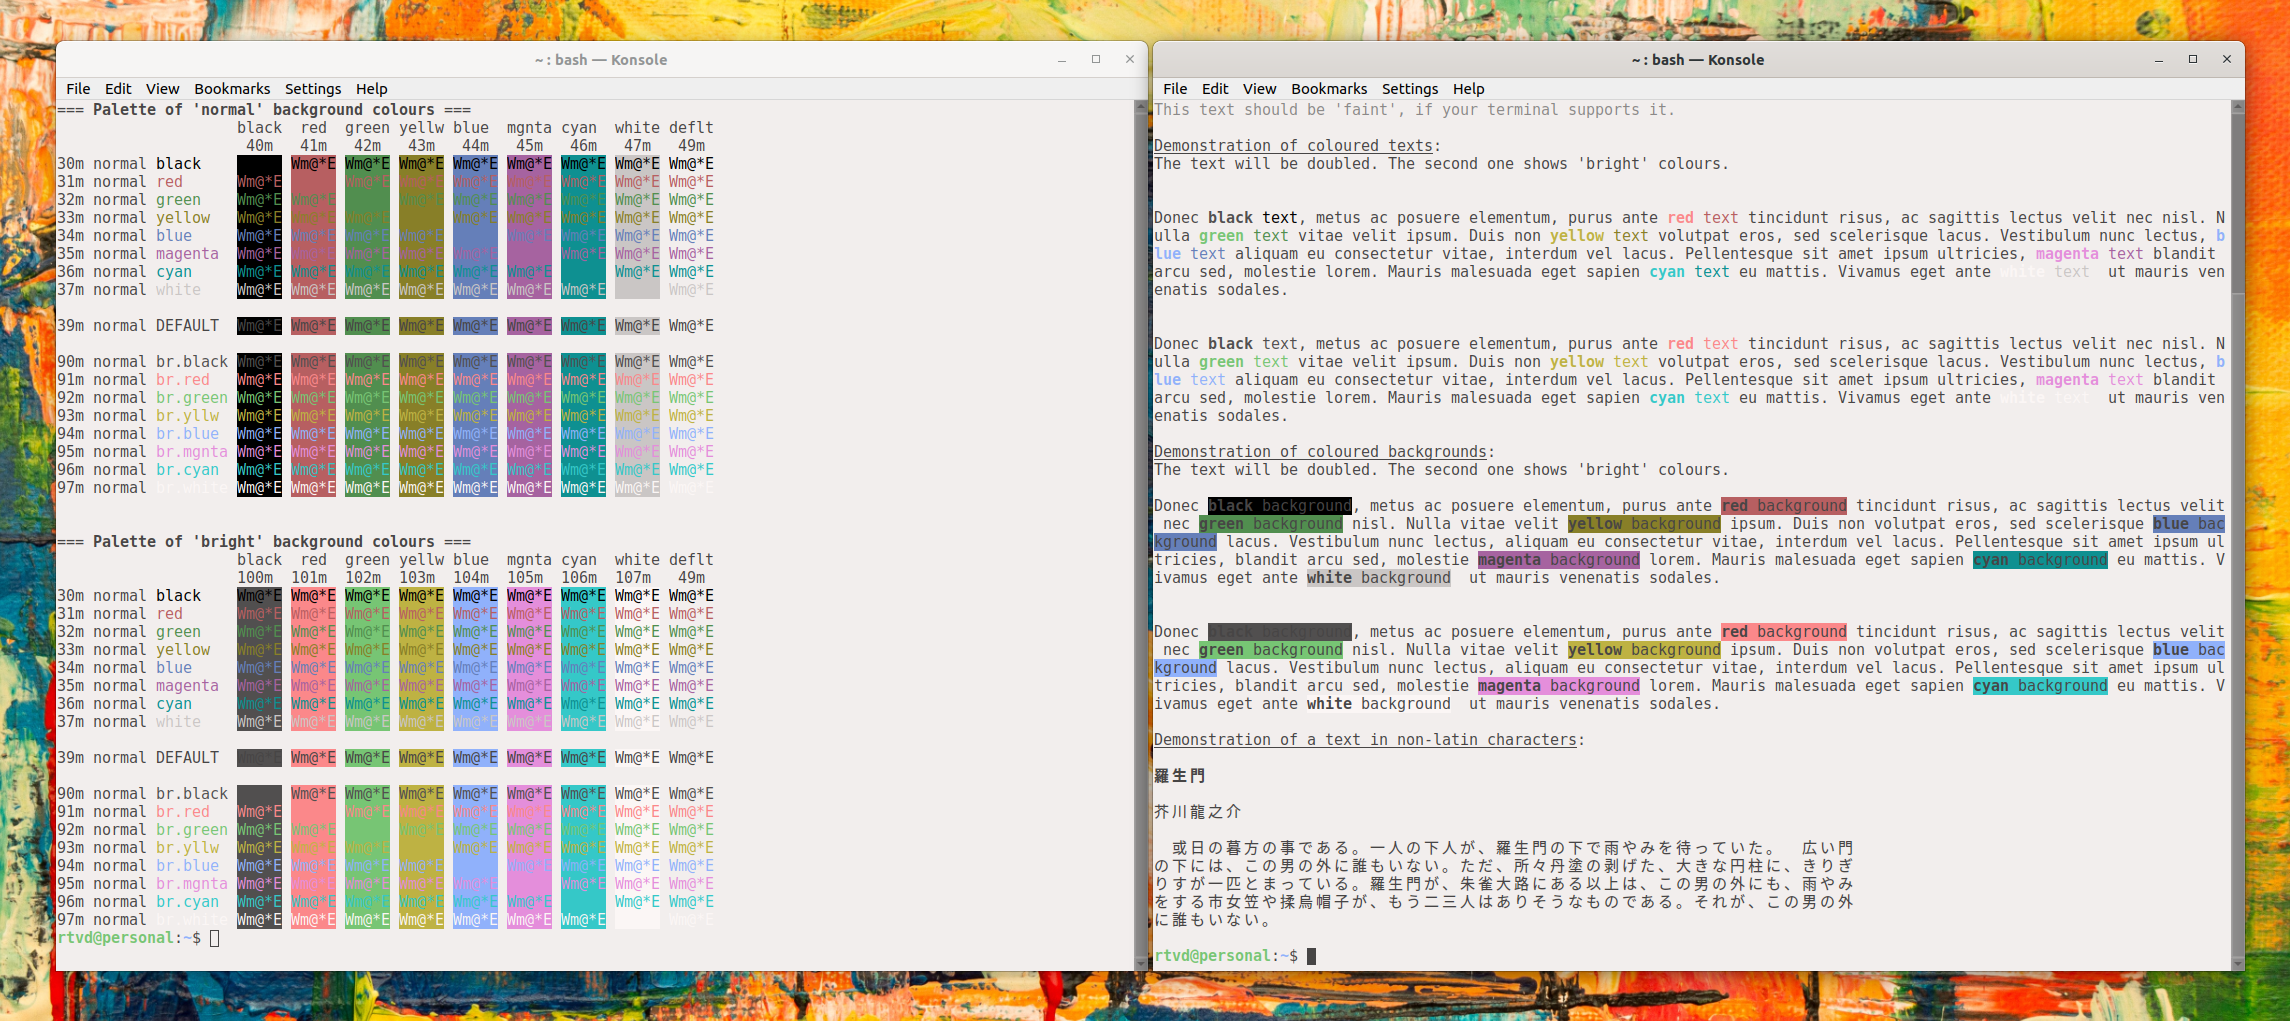 ~ : bash — Konsole
File Edit View Bookmarks Settings Help
=== Palette of 'normal' background colours ===
black red green yellw blue mgnta cyan white deflt
40m 41m 42m 43m 44m 45m 46m 47m 49m
30m normal black Wm@*E Wm@*E Wm@*E Wm@*E Wm@*E Wm@*E Wm@*E Wm@*E
31m normal red Wm@*E Wm@*E Wm@*E Wm@*E Wm@*E Wm@*E Wm@*E Wm@*E
32m normal green Wm@*E Wm@*E Wm@*E Wm@*E Wm@*E Wm@*E Wm@*E Wm@*E
33m normal yellow Wm@*E Wm@*E Wm@*E Wm@*E Wm@*E Wm@*E Wm@*E Wm@*E
34m normal blue Wm@*E Wm@*E Wm@*E Wm@*E Wm@*E Wm@*E Wm@*E Wm@*E
35m normal magenta Wm@*E Wm@*E Wm@*E Wm@*E Wm@*E Wm@*E Wm@*E Wm@*E
36m normal cyan Wm@*E Wm@*E Wm@*E Wm@*E Wm@*E Wm@*E Wm@*E Wm@*E
37m normal white Wm@*E Wm@*E Wm@*E Wm@*E Wm@*E Wm@*E Wm@*E Wm@*E
39m normal DEFAULT Wm@*E Wm@*E Wm@*E Wm@*E Wm@*E Wm@*E Wm@*E Wm@*E Wm@*E
90m normal br.black Wm@*E Wm@*E Wm@*E Wm@*E Wm@*E Wm@*E Wm@*E Wm@*E Wm@*E
91m normal br.red Wm@*E Wm@*E Wm@*E Wm@*E Wm@*E Wm@*E Wm@*E Wm@*E Wm@*E
92m normal br.green Wm@*E Wm@*E Wm@*E Wm@*E Wm@*E Wm@*E Wm@*E Wm@*E Wm@*E
93m normal br.yllw Wm@*E Wm@*E Wm@*E Wm@*E Wm@*E Wm@*E Wm@*E Wm@*E Wm@*E
94m normal br.blue Wm@*E Wm@*E Wm@*E Wm@*E Wm@*E Wm@*E Wm@*E Wm@*E Wm@*E
95m normal br.mgnta Wm@*E Wm@*E Wm@*E Wm@*E Wm@*E Wm@*E Wm@*E Wm@*E Wm@*E
96m normal br.cyan Wm@*E Wm@*E Wm@*E Wm@*E Wm@*E Wm@*E Wm@*E Wm@*E Wm@*E
97m normal br.white Wm@*E Wm@*E Wm@*E Wm@*E Wm@*E Wm@*E Wm@*E Wm@*E Wm@*E
=== Palette of 'bright' background colours ===
black red green yellw blue mgnta cyan white deflt
100m 101m 102m 103m 104m 105m 106m 107m 49m
30m normal black Wm@*E Wm@*E Wm@*E Wm@*E Wm@*E Wm@*E Wm@*E Wm@*E Wm@*E
31m normal red Wm@*E Wm@*E Wm@*E Wm@*E Wm@*E Wm@*E Wm@*E Wm@*E Wm@*E
32m normal green Wm@*E Wm@*E Wm@*E Wm@*E Wm@*E Wm@*E Wm@*E Wm@*E Wm@*E
33m normal yellow Wm@*E Wm@*E Wm@*E Wm@*E Wm@*E Wm@*E Wm@*E Wm@*E Wm@*E
34m normal blue Wm@*E Wm@*E Wm@*E Wm@*E Wm@*E Wm@*E Wm@*E Wm@*E Wm@*E
35m normal magenta Wm@*E Wm@*E Wm@*E Wm@*E Wm@*E Wm@*E Wm@*E Wm@*E Wm@*E
36m normal cyan Wm@*E Wm@*E Wm@*E Wm@*E Wm@*E Wm@*E Wm@*E Wm@*E Wm@*E
37m normal white Wm@*E Wm@*E Wm@*E Wm@*E Wm@*E Wm@*E Wm@*E Wm@*E Wm@*E
39m normal DEFAULT Wm@*E Wm@*E Wm@*E Wm@*E Wm@*E Wm@*E Wm@*E Wm@*E Wm@*E
90m normal br.black Wm@*E Wm@*E Wm@*E Wm@*E Wm@*E Wm@*E Wm@*E Wm@*E
91m normal br.red Wm@*E Wm@*E Wm@*E Wm@*E Wm@*E Wm@*E Wm@*E Wm@*E
92m normal br.green Wm@*E Wm@*E Wm@*E Wm@*E Wm@*E Wm@*E Wm@*E Wm@*E
93m normal br.yllw Wm@*E Wm@*E Wm@*E Wm@*E Wm@*E Wm@*E Wm@*E Wm@*E
94m normal br.blue Wm@*E Wm@*E Wm@*E Wm@*E Wm@*E Wm@*E Wm@*E Wm@*E
95m normal br.mgnta Wm@*E Wm@*E Wm@*E Wm@*E Wm@*E Wm@*E Wm@*E Wm@*E
96m normal br.cyan Wm@*E Wm@*E Wm@*E Wm@*E Wm@*E Wm@*E Wm@*E Wm@*E
97m normal br.white Wm@*E Wm@*E Wm@*E Wm@*E Wm@*E Wm@*E Wm@*E Wm@*E
rtvd@personal:~$
~ : bash — Konsole
File Edit View Bookmarks Settings Help
This text should be 'faint', if your terminal supports it.
Demonstration of coloured texts:
The text will be doubled. The second one shows 'bright' colours.
Donec black text, metus ac posuere elementum, purus ante red text tincidunt risus, ac sagittis lectus velit nec nisl. N
ulla green text vitae velit ipsum. Duis non yellow text volutpat eros, sed scelerisque lacus. Vestibulum nunc lectus, b
lue text aliquam eu consectetur vitae, interdum vel lacus. Pellentesque sit amet ipsum ultricies, magenta text blandit
arcu sed, molestie lorem. Mauris malesuada eget sapien cyan text eu mattis. Vivamus eget ante white text ut mauris ven
enatis sodales.
Donec black text, metus ac posuere elementum, purus ante red text tincidunt risus, ac sagittis lectus velit nec nisl. N
ulla green text vitae velit ipsum. Duis non yellow text volutpat eros, sed scelerisque lacus. Vestibulum nunc lectus, b
lue text aliquam eu consectetur vitae, interdum vel lacus. Pellentesque sit amet ipsum ultricies, magenta text blandit
arcu sed, molestie lorem. Mauris malesuada eget sapien cyan text eu mattis. Vivamus eget ante white text ut mauris ven
enatis sodales.
Demonstration of coloured backgrounds:
The text will be doubled. The second one shows 'bright' colours.
Donec black background, metus ac posuere elementum, purus ante red background tincidunt risus, ac sagittis lectus velit
nec green background nisl. Nulla vitae velit yellow background ipsum. Duis non volutpat eros, sed scelerisque blue bac
kground lacus. Vestibulum nunc lectus, aliquam eu consectetur vitae, interdum vel lacus. Pellentesque sit amet ipsum ul
tricies, blandit arcu sed, molestie magenta background lorem. Mauris malesuada eget sapien cyan background eu mattis. V
ivamus eget ante white background ut mauris venenatis sodales.
Donec black background, metus ac posuere elementum, purus ante red background tincidunt risus, ac sagittis lectus velit
nec green background nisl. Nulla vitae velit yellow background ipsum. Duis non volutpat eros, sed scelerisque blue bac
kground lacus. Vestibulum nunc lectus, aliquam eu consectetur vitae, interdum vel lacus. Pellentesque sit amet ipsum ul
tricies, blandit arcu sed, molestie magenta background lorem. Mauris malesuada eget sapien cyan background eu mattis. V
ivamus eget ante white background ut mauris venenatis sodales.
Demonstration of a text in non-latin characters:
羅生門
芥川龍之介
或日の暮方の事である。一人の下人が、羅生門の下で雨やみを待っていた。 広い門
の下には、この男の外に誰もいない。ただ、所々丹塗の剥げた、大きな円柱に、きりぎ
りすが一匹とまっている。羅生門が、朱雀大路にある以上は、この男の外にも、雨やみ
をする市女笠や揉烏帽子が、もう二三人はありそうなものである。それが、この男の外
に誰もいない。
rtvd@personal:~$